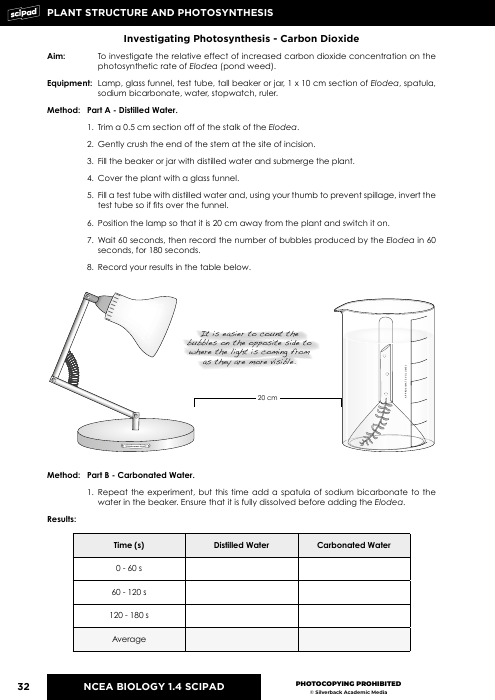 scipad PLANT STRUCTURE AND PHOTOSYNTHESIS
Investigating Photosynthesis - Carbon Dioxide
Aim: To investigate the relative effect of increased carbon dioxide concentration on the
photosynthetic rate of Elodea (pond weed).
Equipment: Lamp, glass funnel, test tube, tall beaker or jar, 1 x 10 cm section of Elodea, spatula,
sodium bicarbonate, water, stopwatch, ruler.
Method: Part A - Distilled Water.
1. Trim a 0.5 cm section off of the stalk of the Elodea.
2. Gently crush the end of the stem at the site of incision.
3. Fill the beaker or jar with distilled water and submerge the plant.
4. Cover the plant with a glass funnel.
5. Fill a test tube with distilled water and, using your thumb to prevent spillage, invert the
test tube so if fits over the funnel.
6. Position the lamp so that it is 20 cm away from the plant and switch it on.
7. Wait 60 seconds, then record the number of bubbles produced by the Elodea in 60
seconds, for 180 seconds.
8. Record your results in the table below.
It is easier to count the
bubbles on the opposite side to
where the light is coming from
as they are more visible.
20 cm
Method: Part B - Carbonated Water.
1. Repeat the experiment, but this time add a spatula of sodium bicarbonate to the
water in the beaker. Ensure that it is fully dissolved before adding the Elodea.
Results:
Time (s) Distilled Water Carbonated Water
0 - 60 s
60 - 120 s
120 - 180 s
Average
32 NCEA BIOLOGY 1.4 SCIPAD PHOTOCOPYING PROHIBITED
© Silverback Academic Media